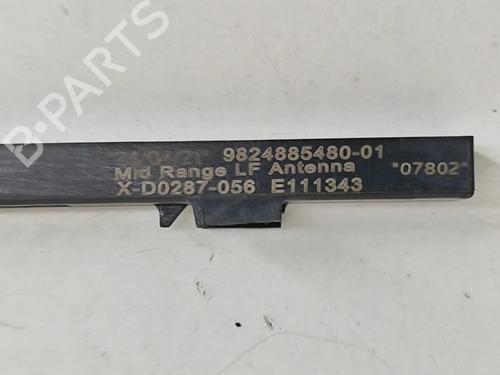 9824885480-01
Mid Range LF Antenna "07802"
X-D0287-056 E111343
B-PARTS